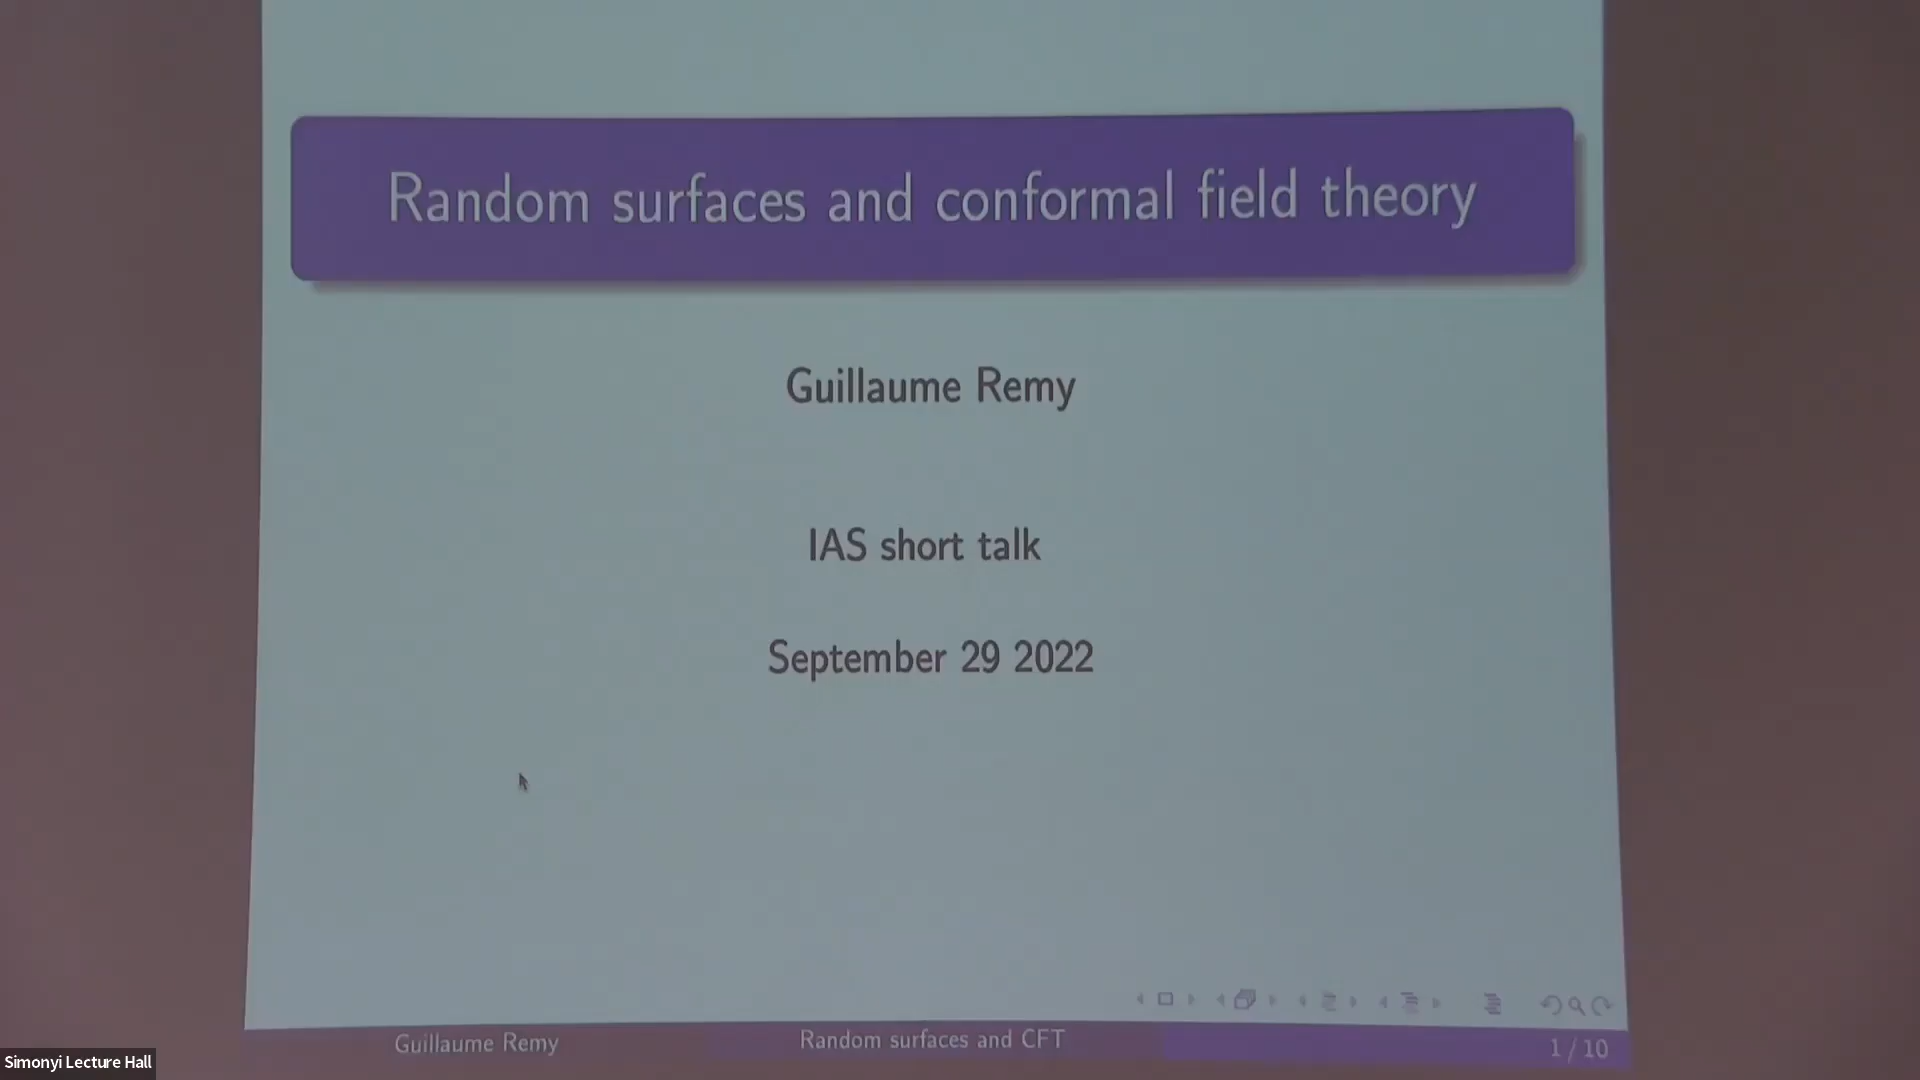 Random surfaces and conformal field theory
Guillaume Remy
IAS short talk
September 29 2022
Guillaume Remy
Random surfaces and CFT
1 / 10
Simonyi Lecture Hall